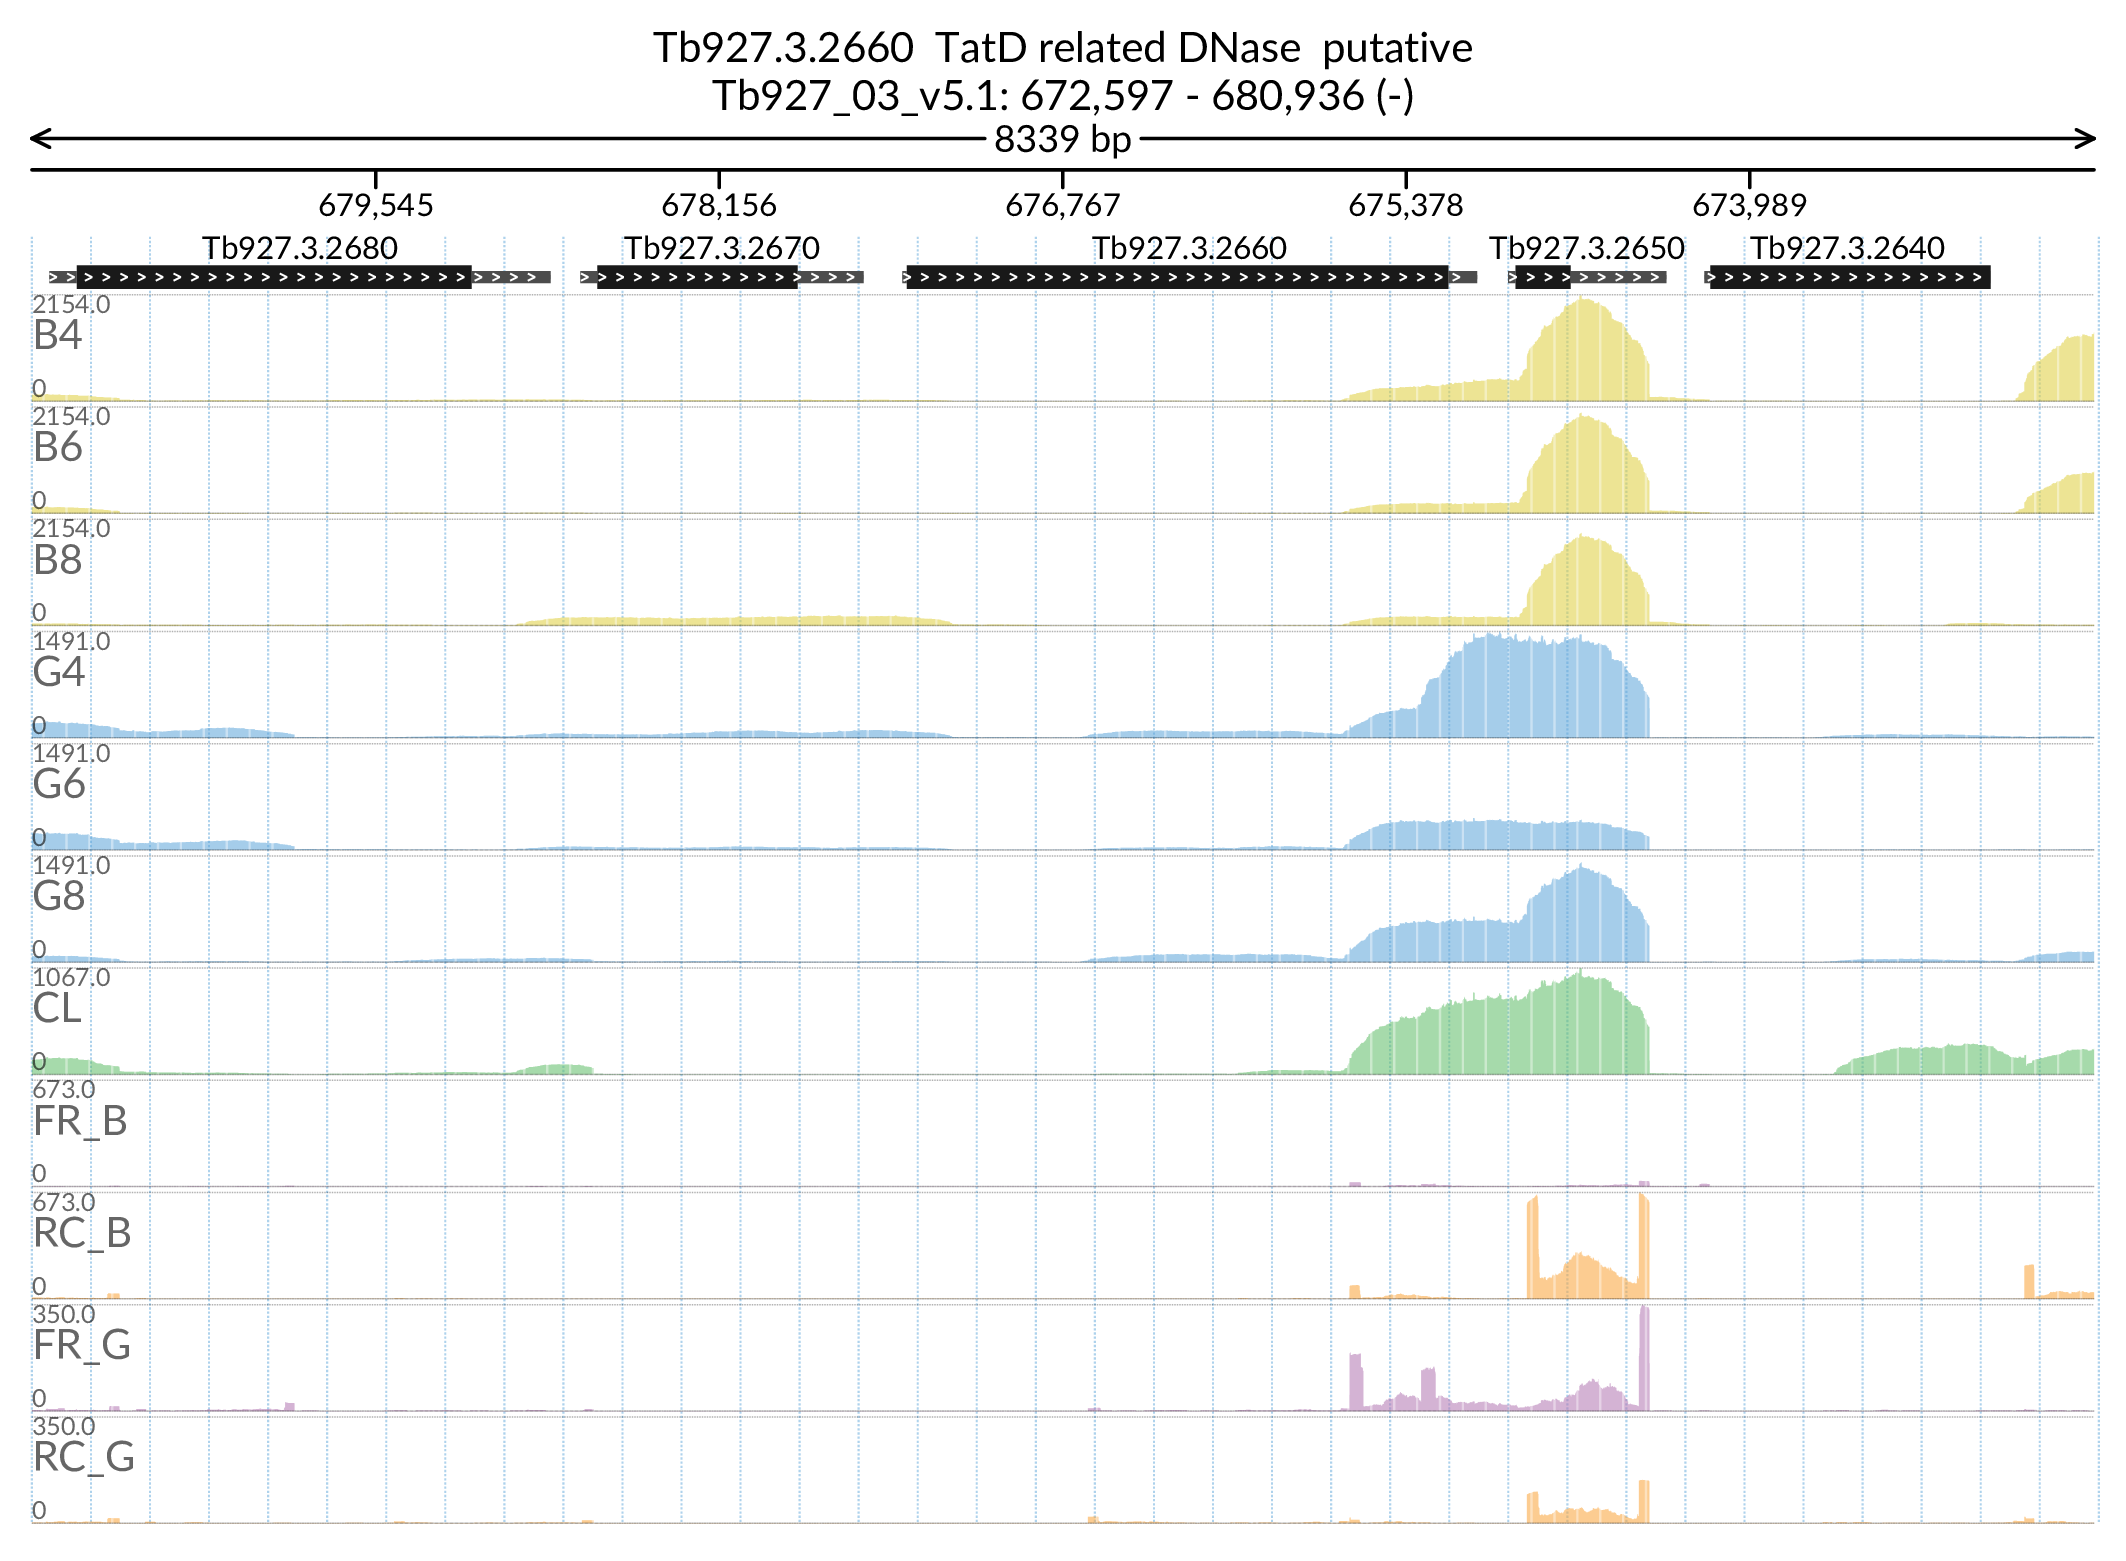 Tb927.3.2660  TatD related DNase  putative
Tb927_03_v5.1: 672,597 - 680,936 (-)
8339 bp
679,545 678,156 676,767 675,378 673,989
Tb927.3.2680 Tb927.3.2670 Tb927.3.2660 Tb927.3.2650 Tb927.3.2640
2154.0
B4
0
2154.0
B6
0
2154.0
B8
0
1491.0
G4
0
1491.0
G6
0
1491.0
G8
0
1067.0
CL
0
673.0
FR_B
0
673.0
RC_B
0
350.0
FR_G
0
350.0
RC_G
0